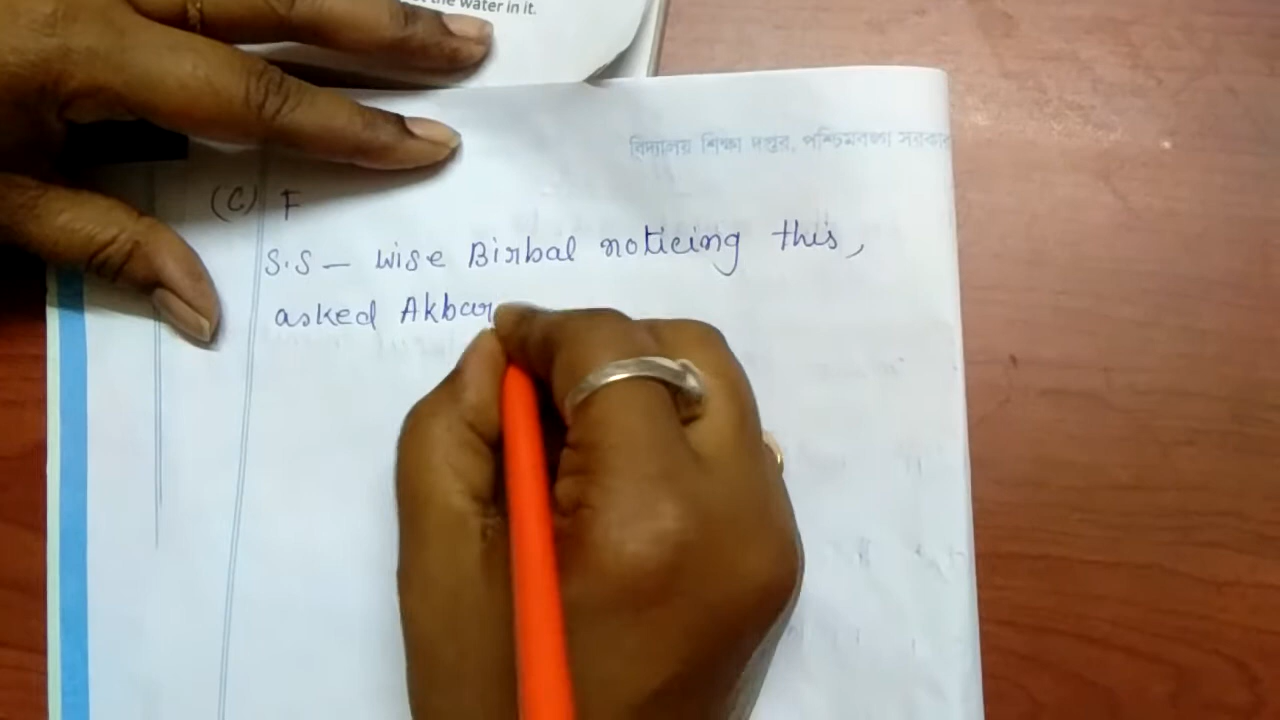 the water in it.
বিদ্যালয় শিক্ষা দপ্তর, পশ্চিমবঙ্গ সরকার
(C) F
S.S — Wise Birbal noticing this,
asked Akbar